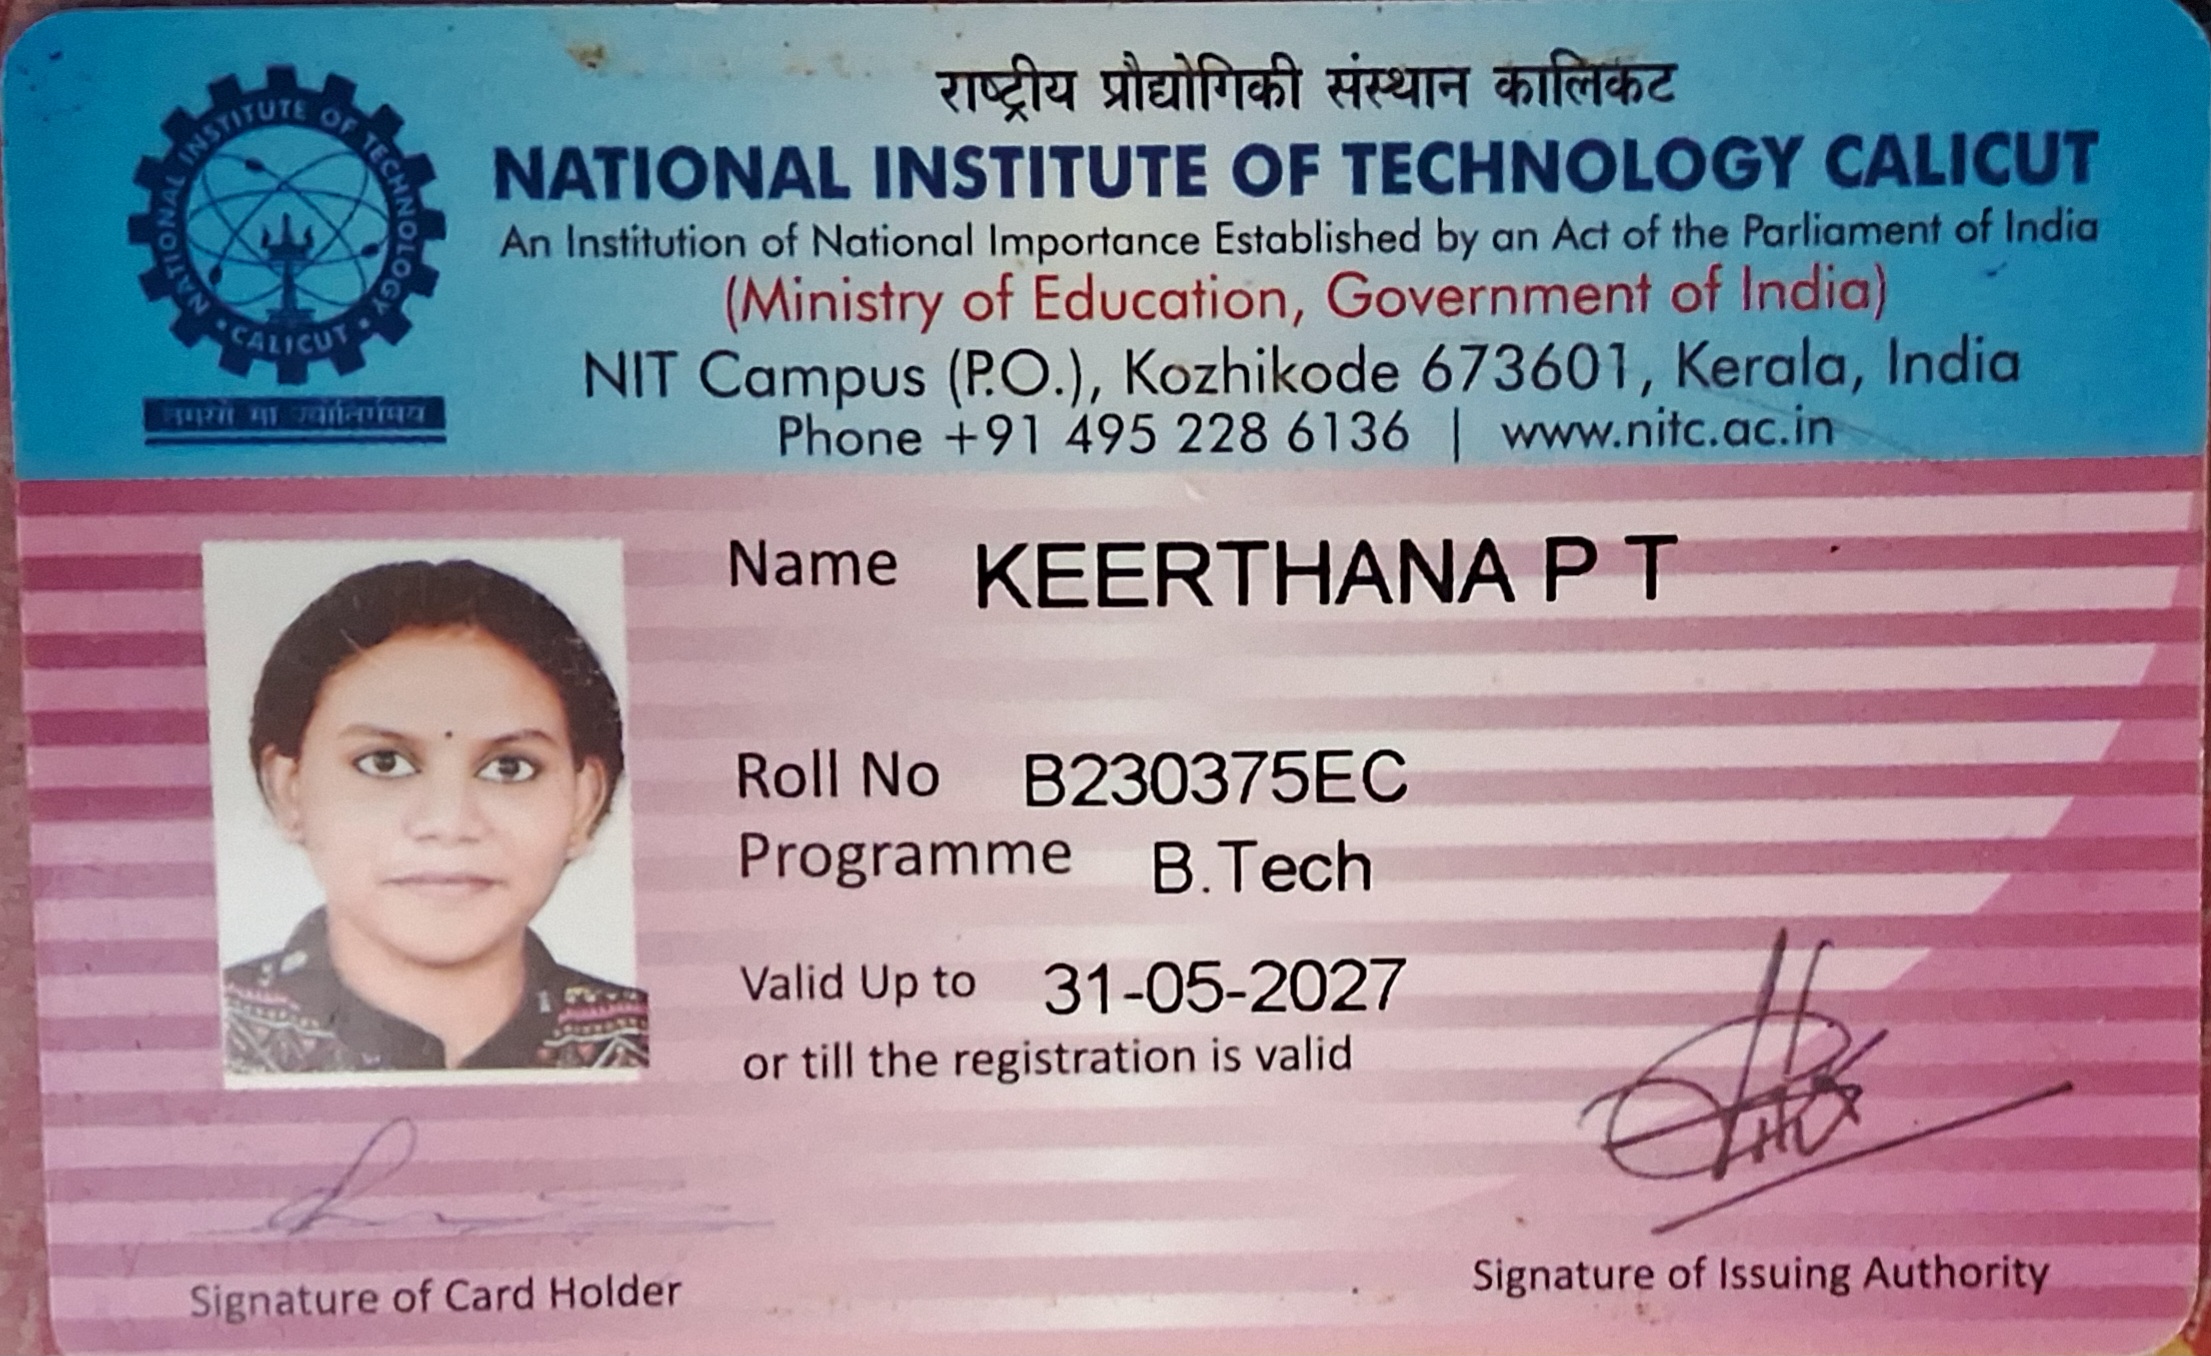 राष्ट्रीय प्रौद्योगिकी संस्थान कालिकट
NATIONAL INSTITUTE OF TECHNOLOGY CALICUT
An Institution of National Importance Established by an Act of the Parliament of India
(Ministry of Education, Government of India)
NIT Campus (P.O.), Kozhikode 673601, Kerala, India
Phone +91 495 228 6136 | www.nitc.ac.in
NATIONAL INSTITUTE OF TECHNOLOGY
• CALICUT •
तमसो मा ज्योतिर्गमय
Name KEERTHANA P T
Roll No B230375EC
Programme B.Tech
Valid Up to 31-05-2027
or till the registration is valid
Signature of Card Holder
Signature of Issuing Authority